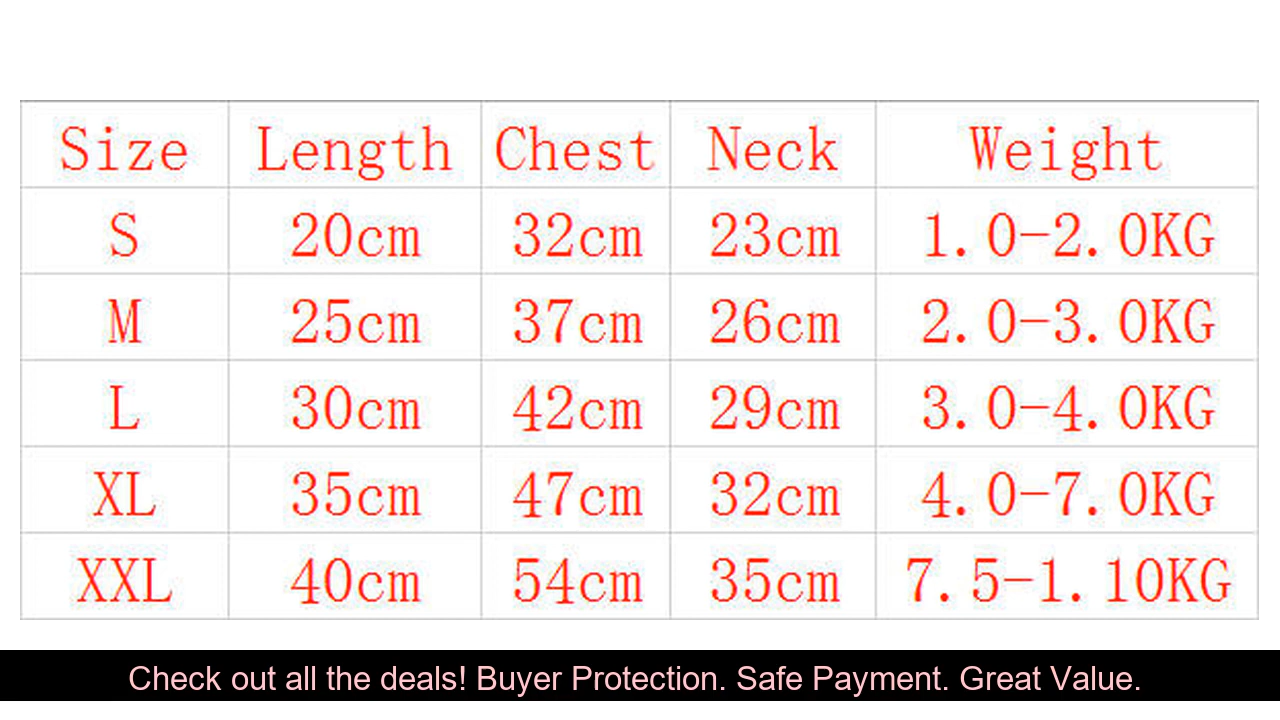 Size Length Chest Neck Weight
S 20cm 32cm 23cm 1.0-2.0KG
M 25cm 37cm 26cm 2.0-3.0KG
L 30cm 42cm 29cm 3.0-4.0KG
XL 35cm 47cm 32cm 4.0-7.0KG
XXL 40cm 54cm 35cm 7.5-1.10KG
Check out all the deals! Buyer Protection. Safe Payment. Great Value.